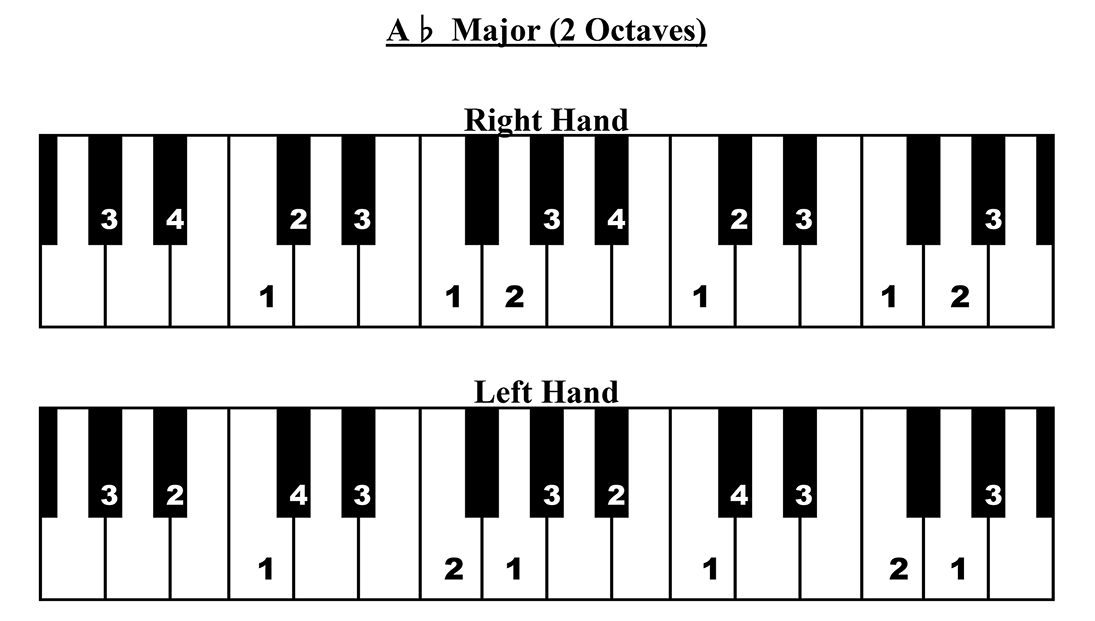 A♭ Major (2 Octaves)
Right Hand
3 4 2 3 3 4 2 3 3
1 1 2 1 1 2
Left Hand
3 2 4 3 3 2 4 3 3
1 2 1 1 2 1